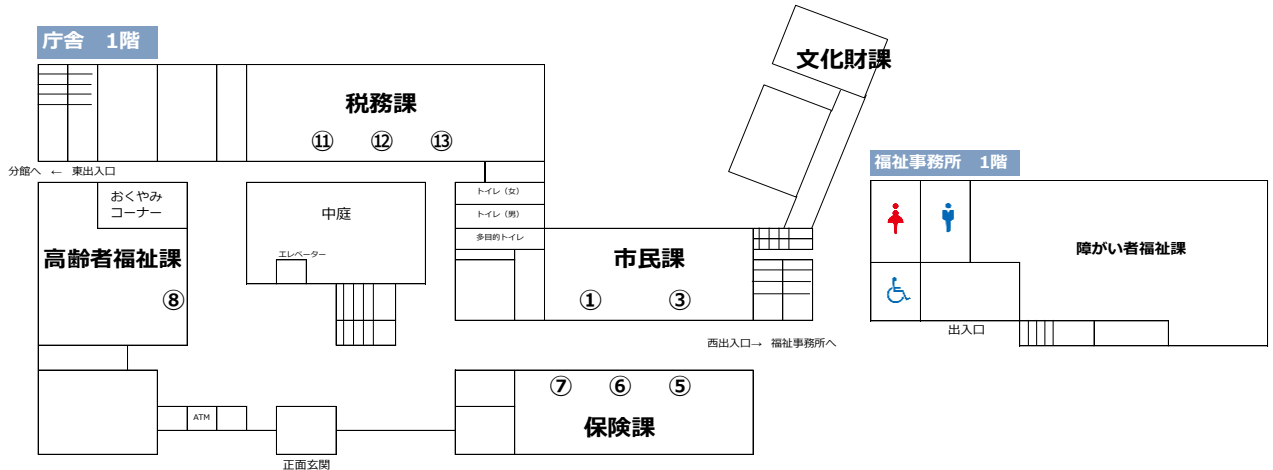 庁舎　1階
文化財課
税務課
⑪ ⑫ ⑬
分館へ ← 東出入口
福祉事務所　1階
おくやみ
コーナー
中庭
トイレ（女）
トイレ（男）
多目的トイレ
エレベーター
高齢者福祉課
⑧
市民課
① ③
障がい者福祉課
出入口
西出入口→ 福祉事務所へ
⑦ ⑥ ⑤
保険課
ATM
正面玄関